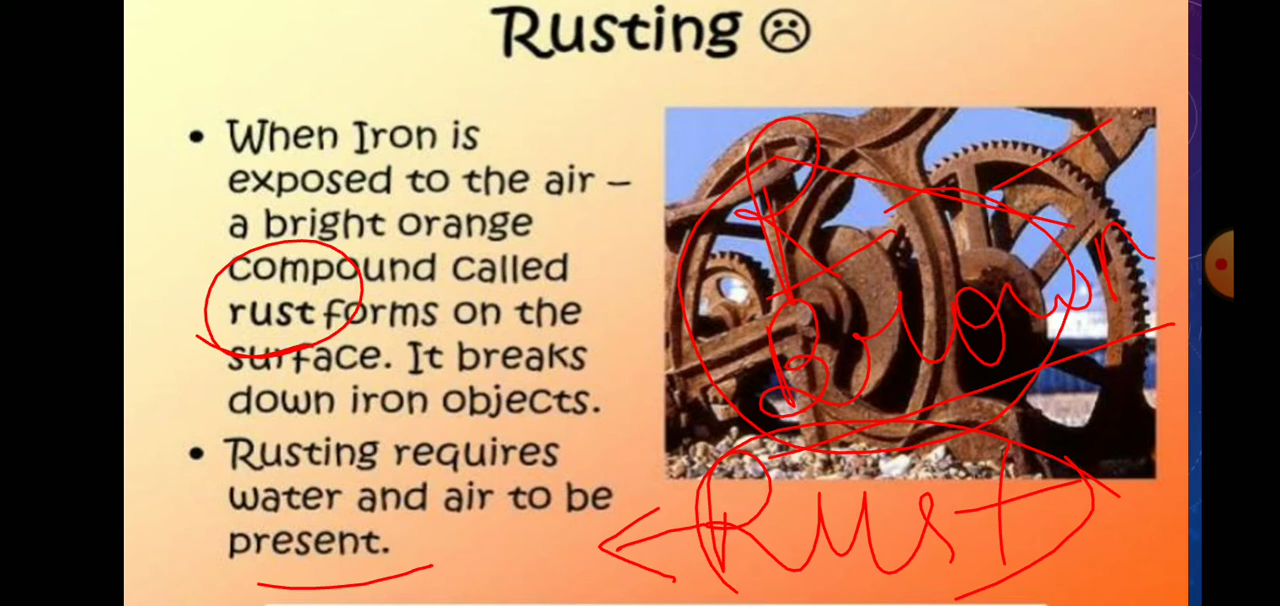 Rusting ☹
• When Iron is
exposed to the air –
a bright orange
compound called
rust forms on the
surface. It breaks
down iron objects.
• Rusting requires
water and air to be
present.
Brown
Rust